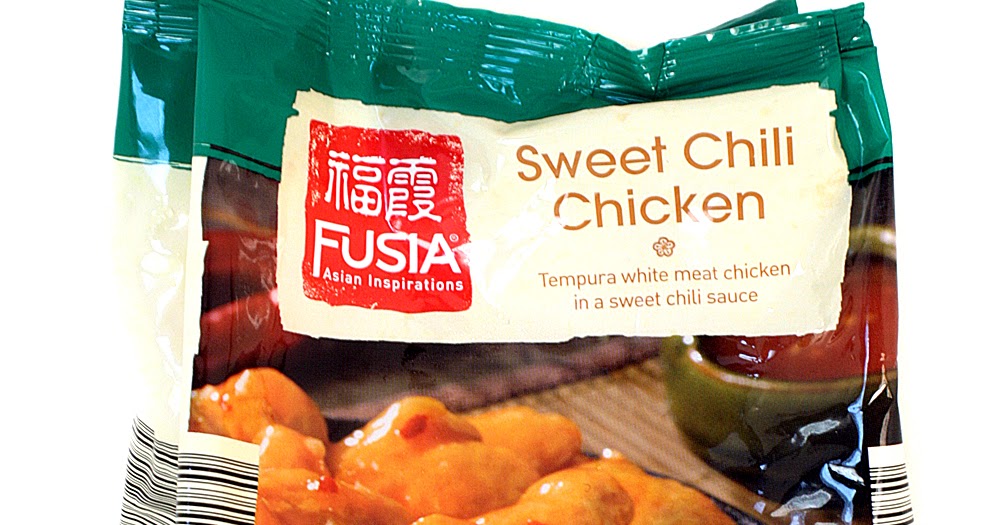 福霞
FUSIA®
Asian Inspirations
Sweet Chili
Chicken
Tempura white meat chicken
in a sweet chili sauce